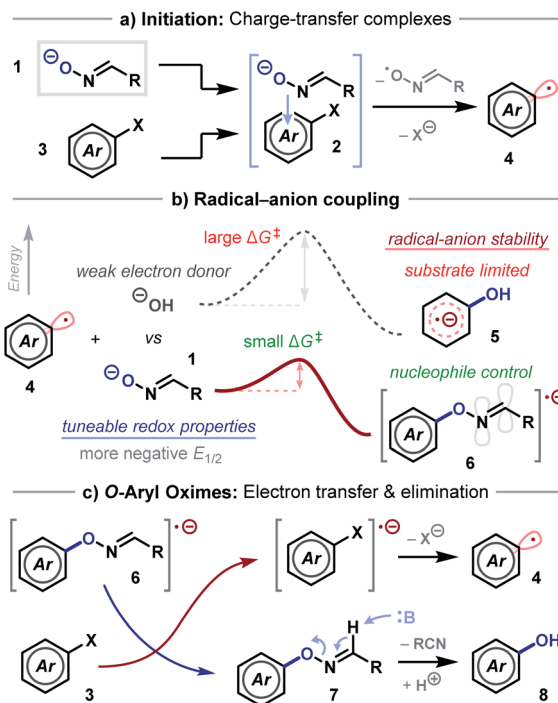 a) Initiation: Charge-transfer complexes
1
⊖
O
N
R
⊖
O
N
R
– •O N R
X
Ar
3
X
Ar
2
– X⊖
Ar
4
b) Radical–anion coupling
Energy
large ΔG‡
radical-anion stability
weak electron donor
substrate limited
⊖OH
OH
•⊖
5
Ar
4
+
vs
1
small ΔG‡
nucleophile control
⊖
O
N
R
•⊖
Ar
O
N
R
6
tuneable redox properties
more negative E1/2
c) O-Aryl Oximes: Electron transfer & elimination
Ar
O
N
R
6
•⊖
Ar
X
•⊖
– X⊖
Ar
4
X
Ar
3
H
:B
Ar
O
N
R
7
– RCN
+ H⊕
OH
Ar
8